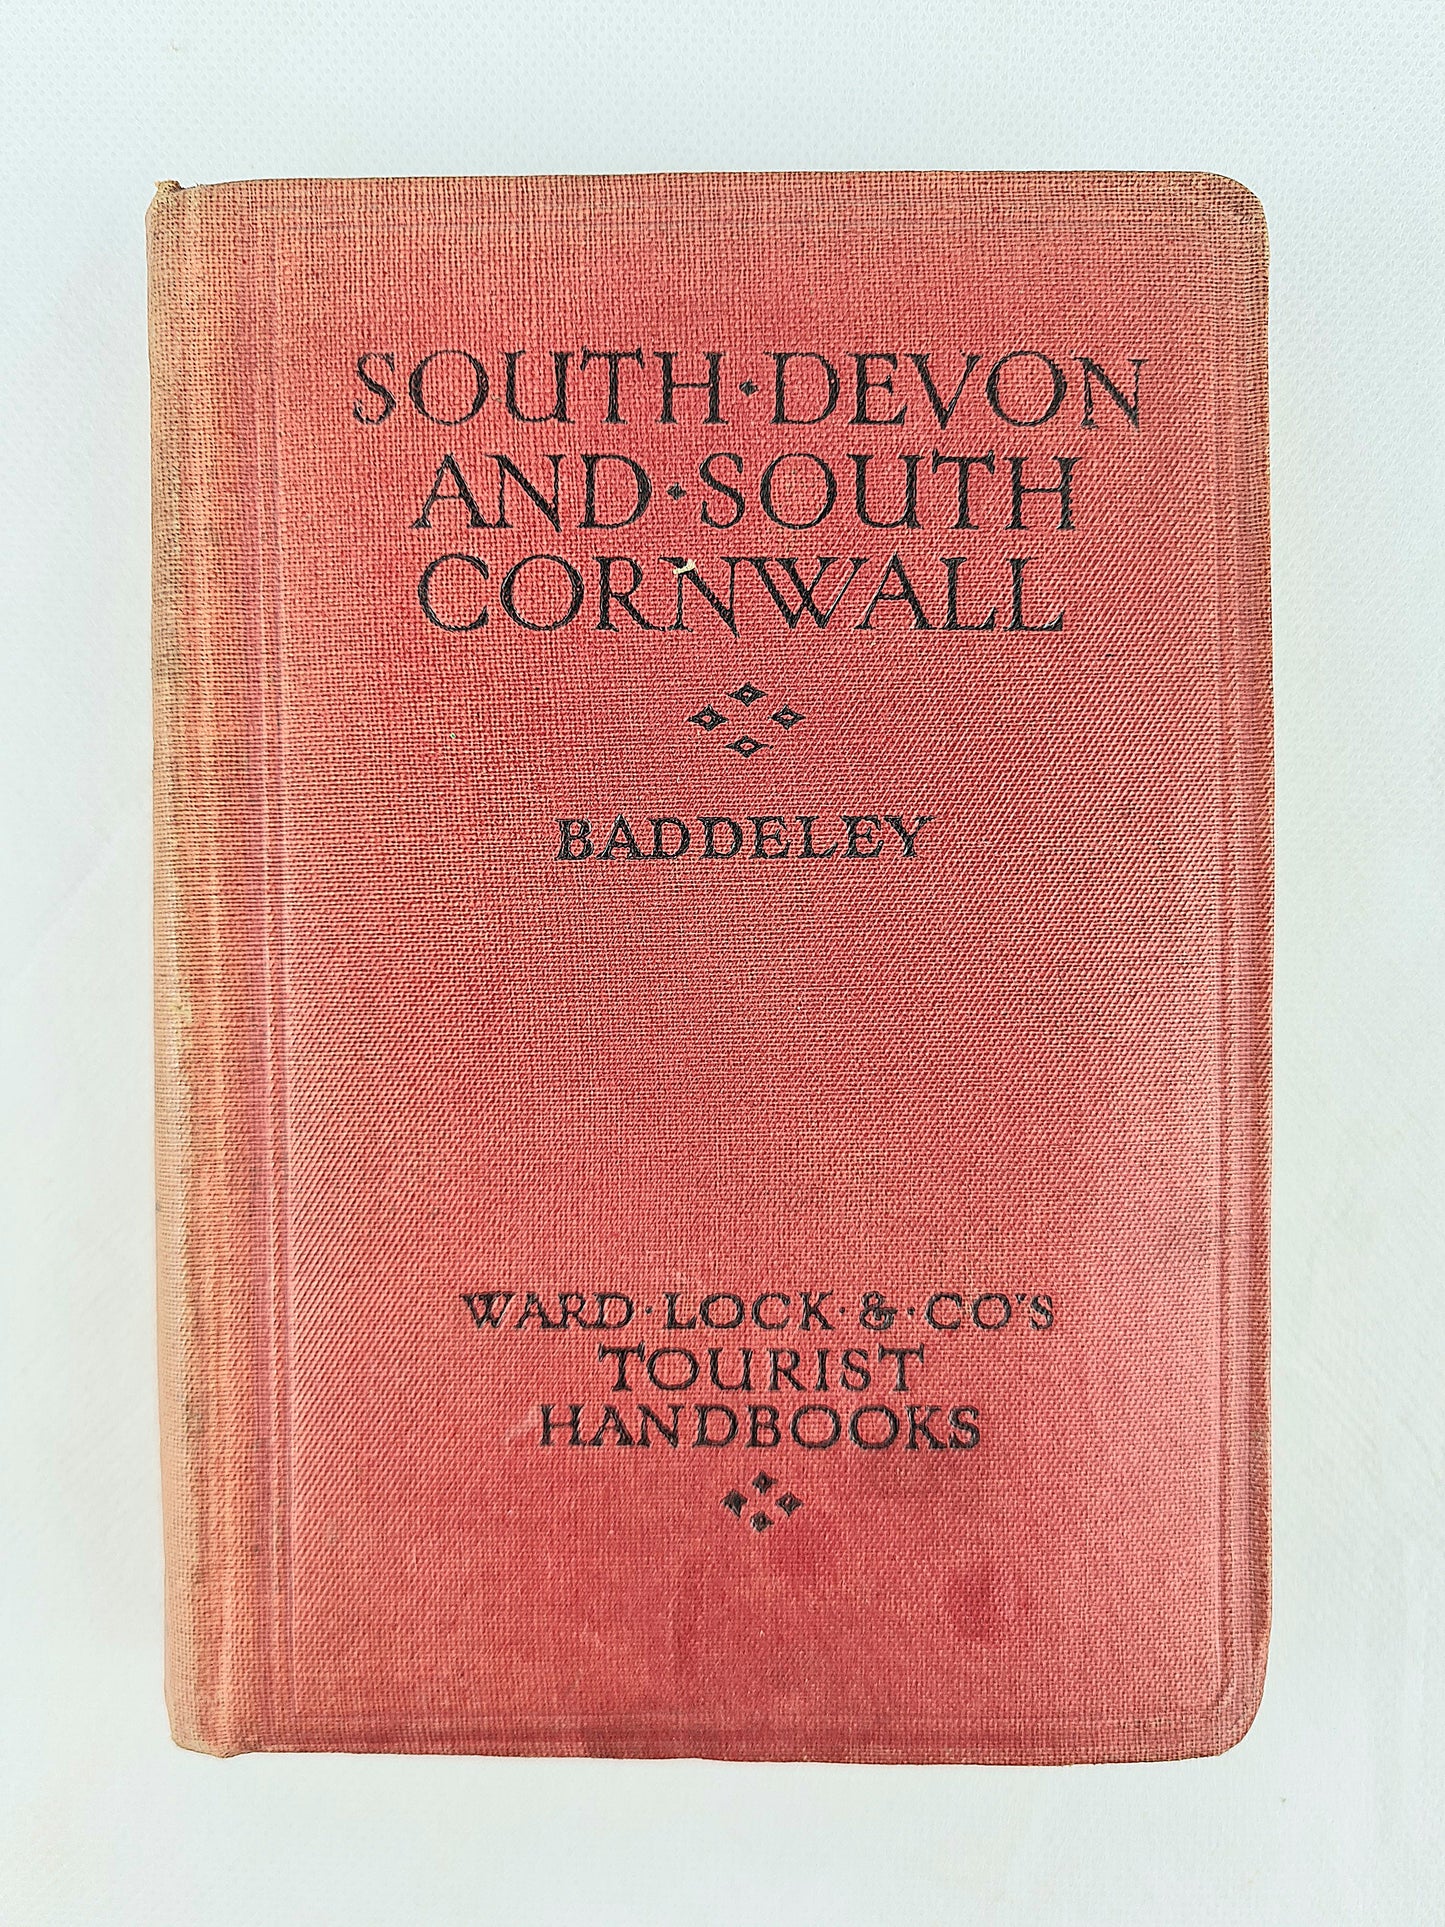 SOUTH·DEVON
AND·SOUTH
CORNWALL
BADDELEY
WARD·LOCK·&·CO'S
TOURIST
HANDBOOKS